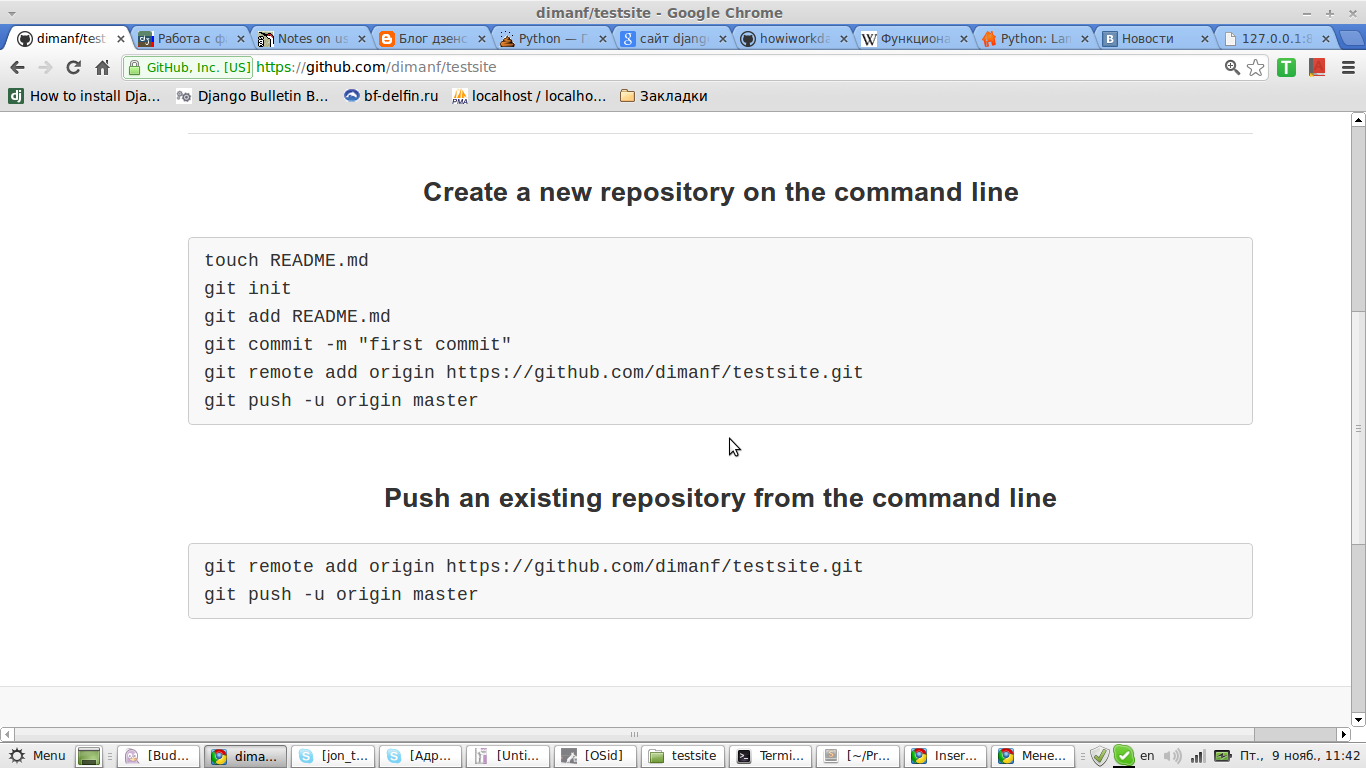 dimanf/testsite - Google Chrome
dimanf/test
Работа с ф
Notes on us
Блог дзенс
Python — Г
сайт djang
howiworkda
Функциона
Python: Lan
Новости
127.0.0.1:8
GitHub, Inc. [US] https://github.com/dimanf/testsite
How to install Dja... Django Bulletin B... bf-delfin.ru localhost / localho... Закладки
Create a new repository on the command line
touch README.md
git init
git add README.md
git commit -m "first commit"
git remote add origin https://github.com/dimanf/testsite.git
git push -u origin master
Push an existing repository from the command line
git remote add origin https://github.com/dimanf/testsite.git
git push -u origin master
Menu [Bud... dima... [jon_t... [Адр... [Unti... [OSid] testsite Termi... [~/Pr... Inser... Мене... en Пт., 9 нояб., 11:42